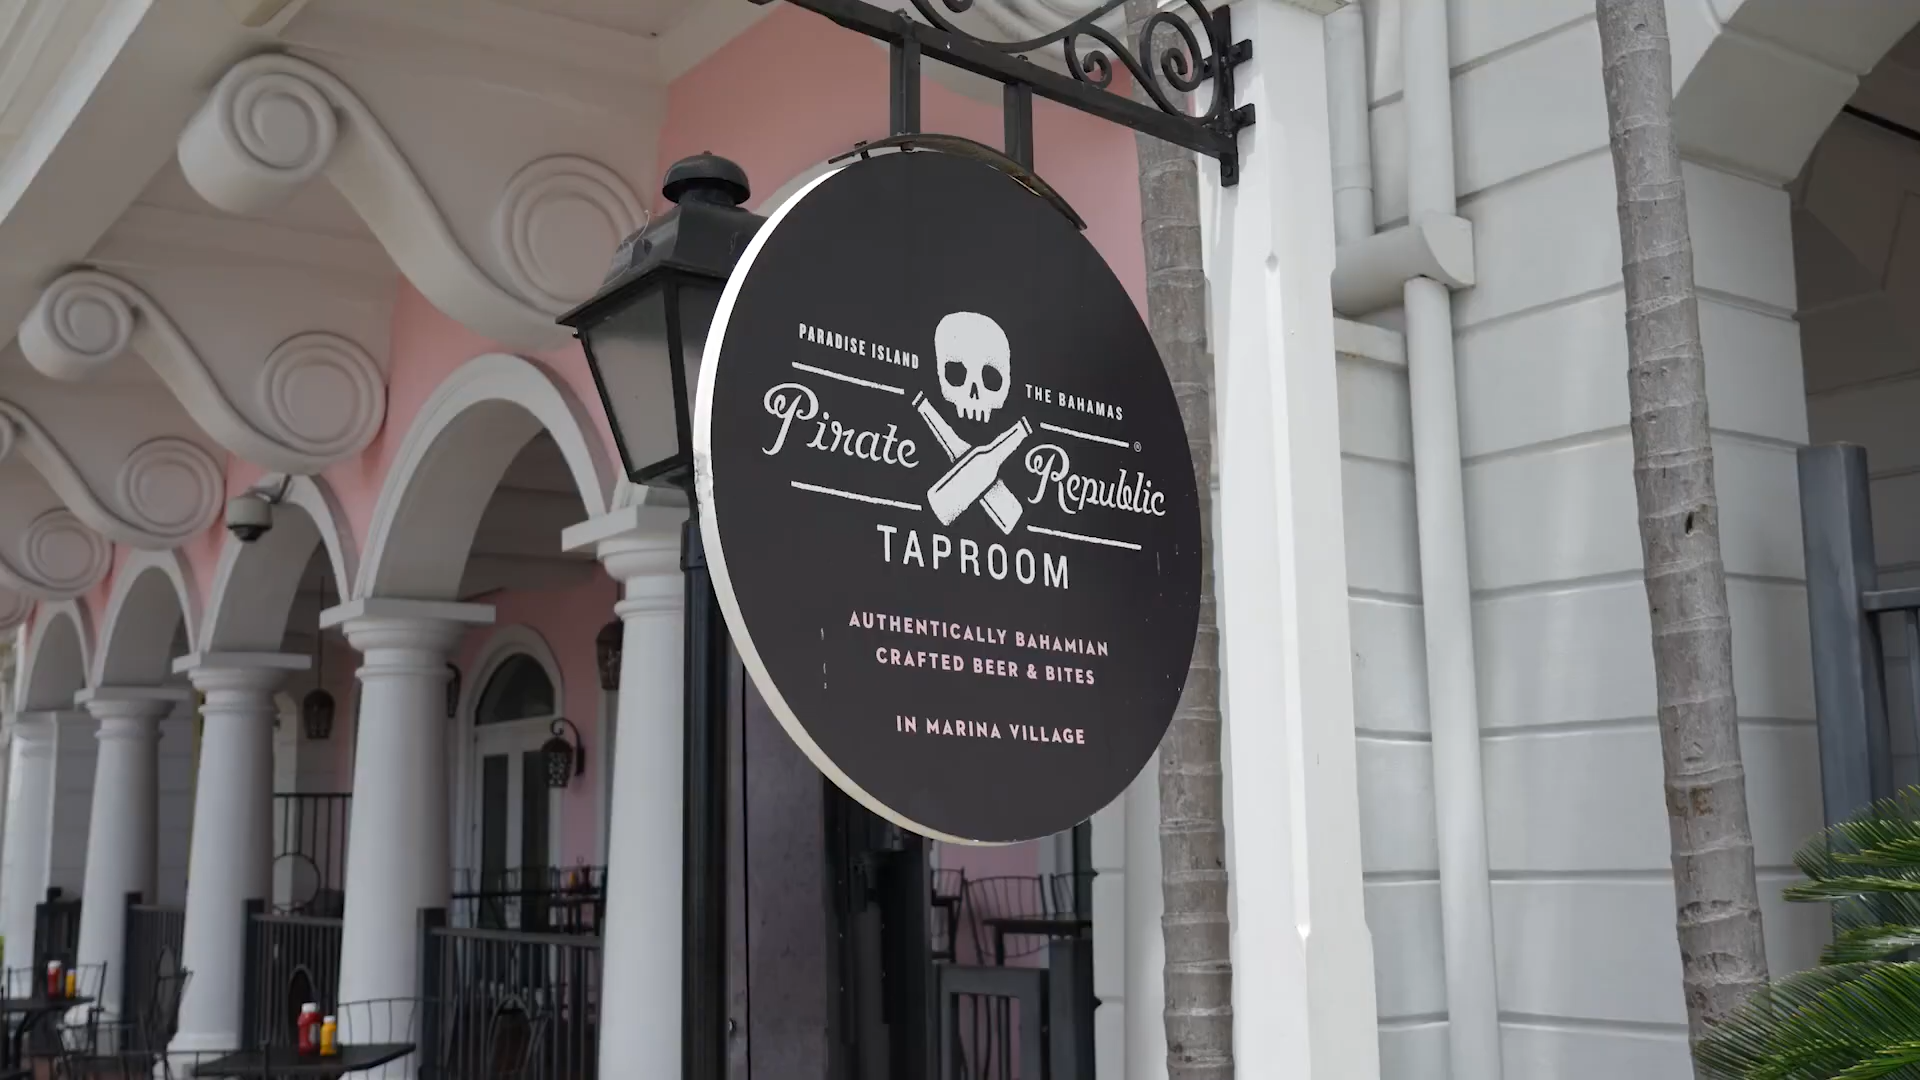 PARADISE ISLAND
THE BAHAMAS
Pirate Republic®
TAPROOM
AUTHENTICALLY BAHAMIAN
CRAFTED BEER & BITES
IN MARINA VILLAGE